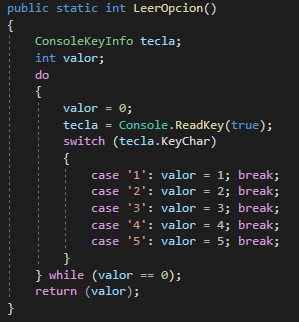 public static int LeerOpcion()
{
    ConsoleKeyInfo tecla;
    int valor;
    do
    {
        valor = 0;
        tecla = Console.ReadKey(true);
        switch (tecla.KeyChar)
        {
            case '1': valor = 1; break;
            case '2': valor = 2; break;
            case '3': valor = 3; break;
            case '4': valor = 4; break;
            case '5': valor = 5; break;
        }
    } while (valor == 0);
    return (valor);
}